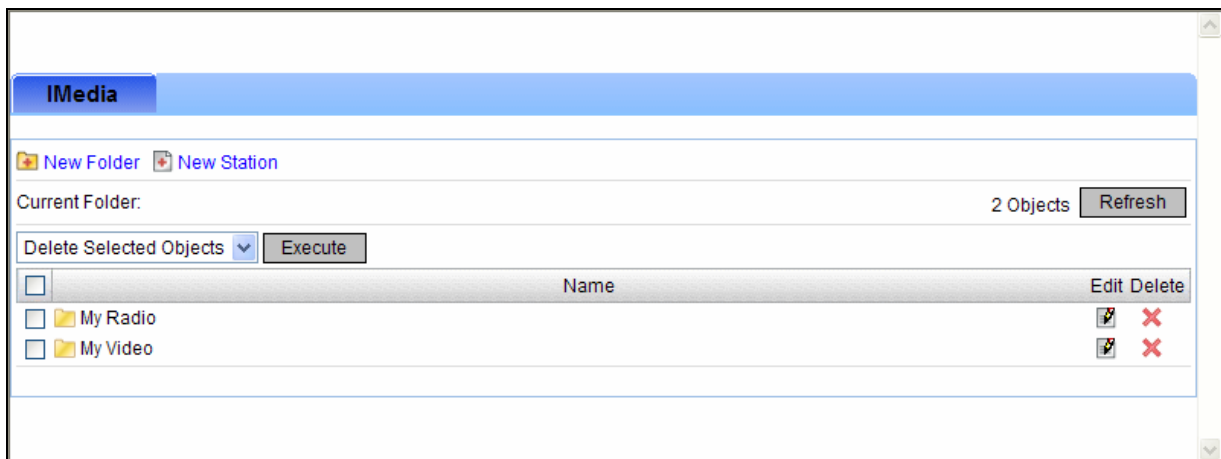 IMedia
New Folder New Station
Current Folder: 2 Objects Refresh
Delete Selected Objects Execute
Name Edit Delete
My Radio
My Video